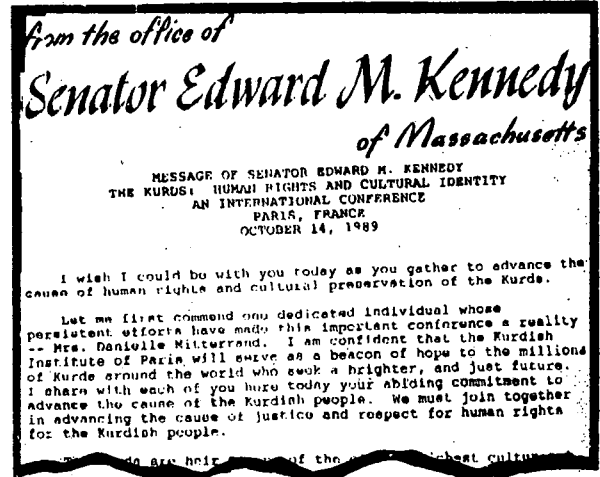 from the office of
Senator Edward M. Kennedy
of Massachusetts
MESSAGE OF SENATOR EDWARD M. KENNEDY
THE KURDS: HUMAN RIGHTS AND CULTURAL IDENTITY
AN INTERNATIONAL CONFERENCE
PARIS, FRANCE
OCTOBER 14, 1989
I wish I could be with you today as you gather to advance the
cause of human rights and cultural preservation of the Kurds.
Let me first commend one dedicated individual whose
persistent efforts have made this important conference a reality
-- Mrs. Danielle Mitterrand. I am confident that the Kurdish
Institute of Paris will serve as a beacon of hope to the millions
of Kurds around the world who seek a brighter, and just future.
I share with each of you here today your abiding commitment to
advance the cause of the Kurdish people. We must join together
in advancing the cause of justice and respect for human rights
for the Kurdish people.
are heir of the